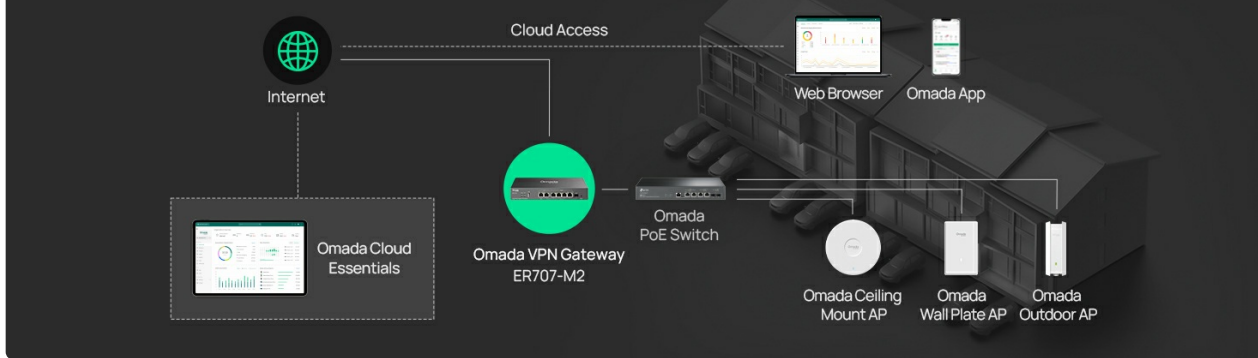 Cloud Access
Internet
Web Browser
Omada App
Omada Cloud
Essentials
Omada VPN Gateway
ER707-M2
Omada
PoE Switch
Omada Ceiling
Mount AP
Omada
Wall Plate AP
Omada
Outdoor AP